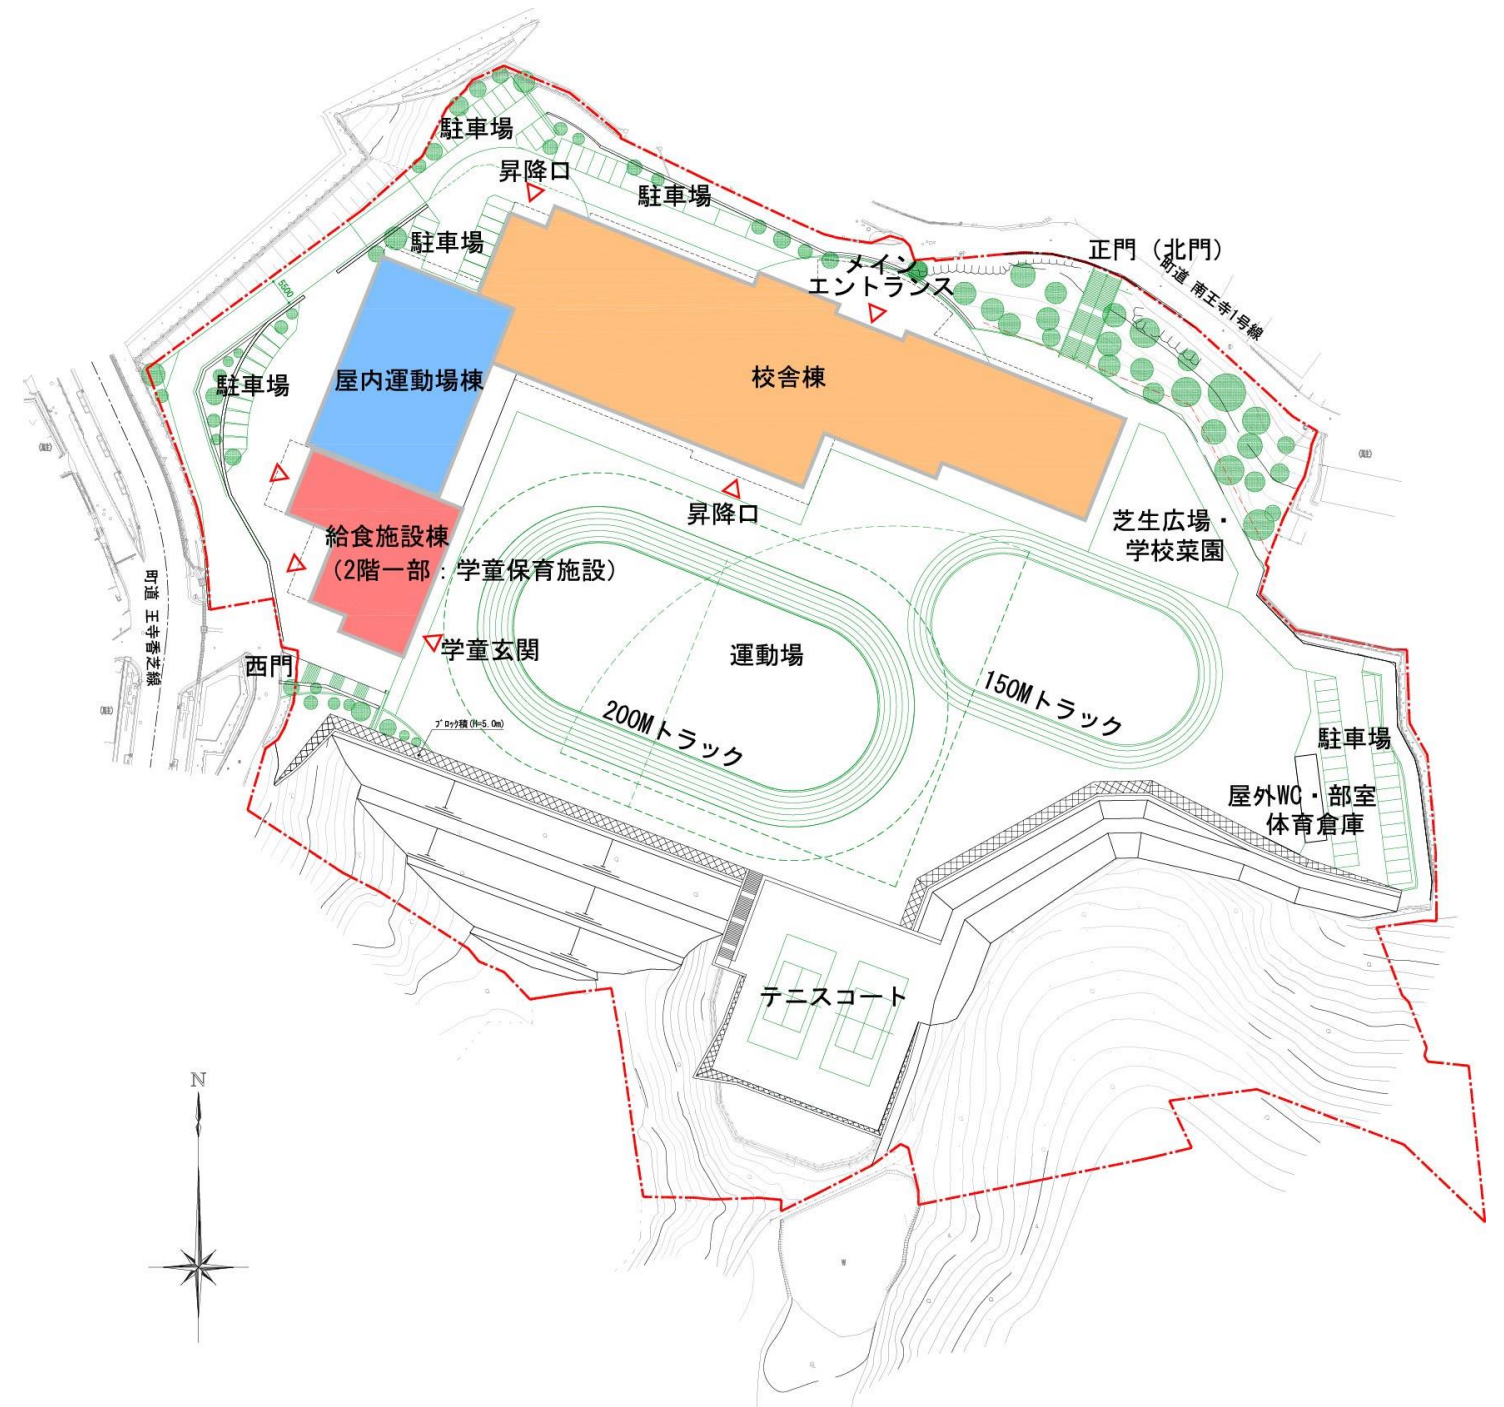 駐車場
昇降口
駐車場
駐車場
正門（北門）
メイン
エントランス
町道 南王寺1号線
5500
駐車場
屋内運動場棟
校舎棟
昇降口
芝生広場・
学校菜園
給食施設棟
（2階一部：学童保育施設）
町道 王寺香芝線
学童玄関
運動場
西門
150Mトラック
200Mトラック
ブロック積(H=5.0m)
駐車場
屋外WC・部室
体育倉庫
テニスコート
N
W